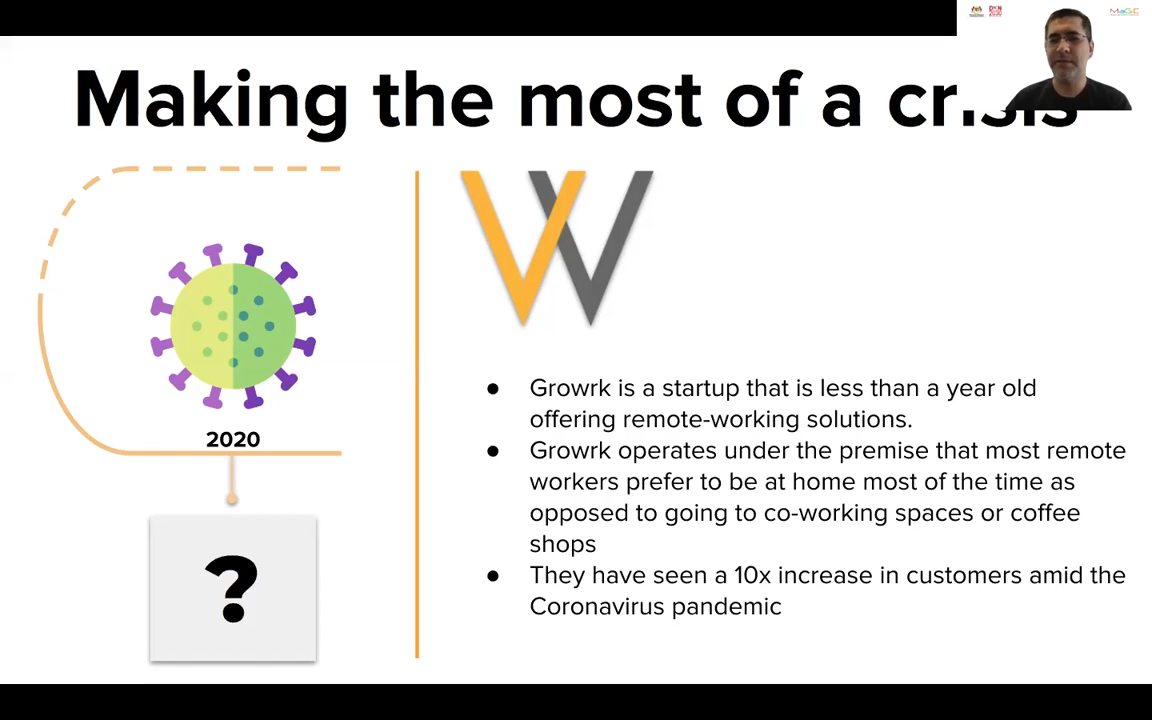 MaGIC
Making the most of a crisis
2020
?
● Growrk is a startup that is less than a year old
offering remote-working solutions.
● Growrk operates under the premise that most remote
workers prefer to be at home most of the time as
opposed to going to co-working spaces or coffee
shops
● They have seen a 10x increase in customers amid the
Coronavirus pandemic